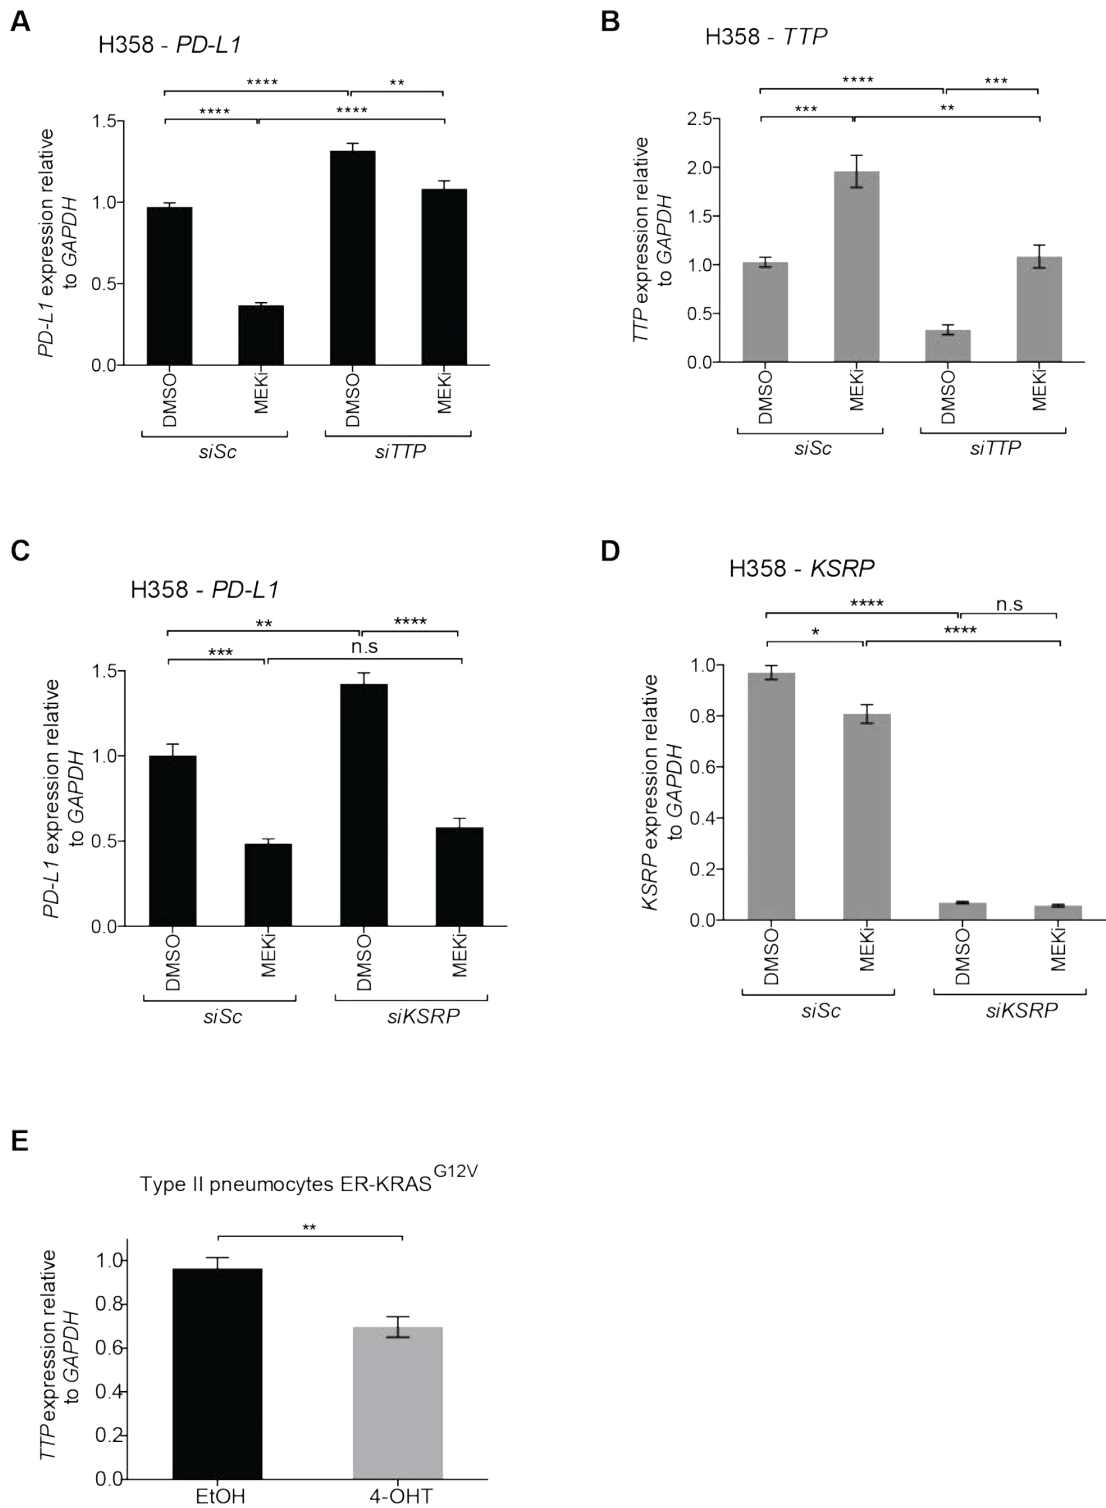 A
H358 - PD-L1
****
**
****
****
PD-L1 expression relative
to GAPDH
1.5
1.0
0.5
0.0
DMSO
MEKi
DMSO
MEKi
siSc
siTTP
B
H358 - TTP
****
***
***
**
TTP expression relative
to GAPDH
2.5
2.0
1.5
1.0
0.5
0.0
DMSO
MEKi
DMSO
MEKi
siSc
siTTP
C
H358 - PD-L1
**
****
***
n.s
PD-L1 expression relative
to GAPDH
1.5
1.0
0.5
0.0
DMSO
MEKi
DMSO
MEKi
siSc
siKSRP
D
H358 - KSRP
****
n.s
*
****
KSRP expression relative
to GAPDH
1.0
0.8
0.6
0.4
0.2
0.0
DMSO
MEKi
DMSO
MEKi
siSc
siKSRP
E
Type II pneumocytes ER-KRAS G12V
**
TTP expression relative
to GAPDH
1.0
0.8
0.6
0.4
0.2
0.0
EtOH
4-OHT